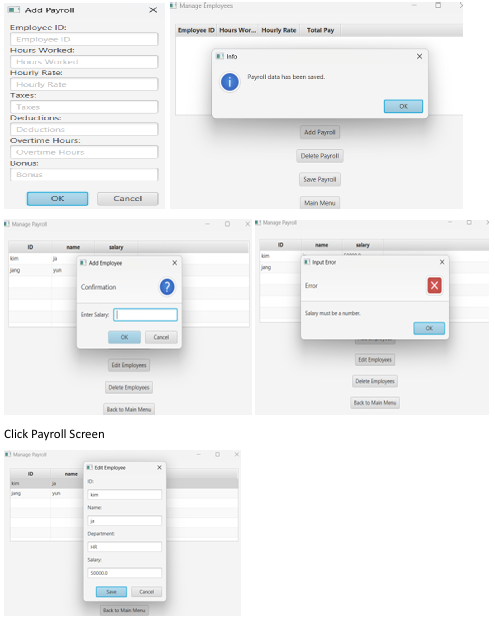 Add Payroll
Employee ID:
Employee ID
Hours Worked:
Hours Worked
Hourly Rate:
Hourly Rate
Taxes:
Taxes
Deductions:
Deductions
Overtime Hours:
Overtime Hours
Bonus:
Bonus
OK Cancel
Manage Employees
Employee ID Hours Wor... Hourly Rate Total Pay
Info
Payroll data has been saved.
OK
Add Payroll
Delete Payroll
Save Payroll
Main Menu
Manage Payroll
ID name salary
kim ja
jang yun
Add Employee
Confirmation
Enter Salary:
OK Cancel
Edit Employees
Delete Employees
Back to Main Menu
Manage Payroll
ID name salary
kim
jang
Input Error
Error
Salary must be a number.
OK
Edit Employees
Delete Employees
Back to Main Menu
Click Payroll Screen
Manage Payroll
ID name
kim ja
jang yun
Edit Employee
ID:
kim
Name:
ja
Department:
HR
Salary:
50000.0
Save Cancel
Back to Main Menu